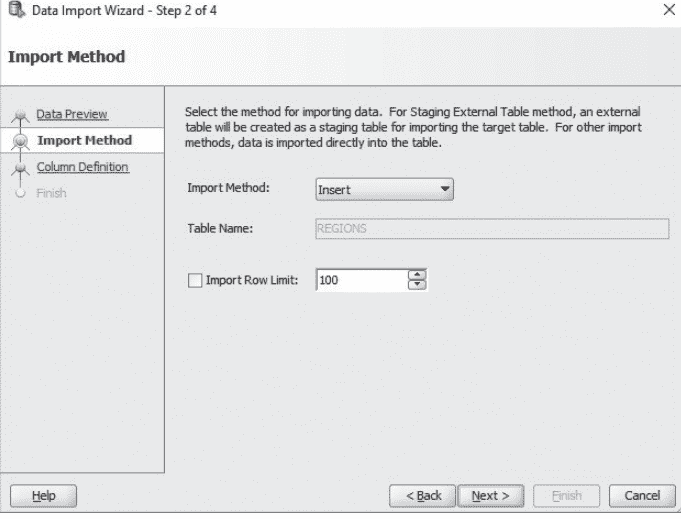 Data Import Wizard - Step 2 of 4
Import Method
Data Preview
Import Method
Column Definition
Finish
Select the method for importing data. For Staging External Table method, an external
table will be created as a staging table for importing the target table. For other import
methods, data is imported directly into the table.
Import Method: Insert
Table Name: REGIONS
Import Row Limit: 100
Help < Back Next > Finish Cancel